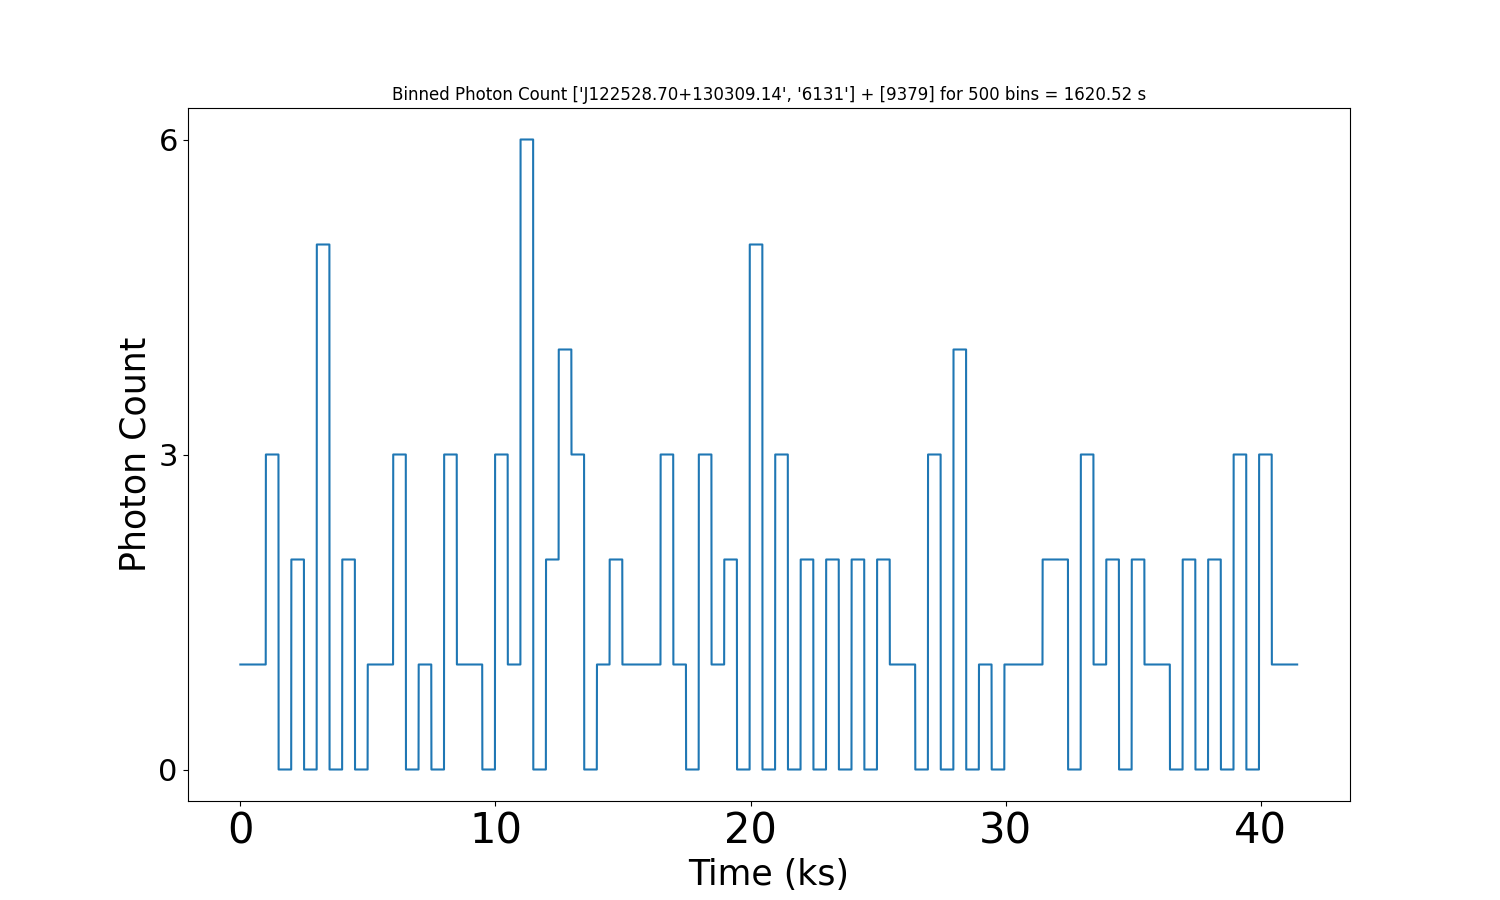 Binned Photon Count ['J122528.70+130309.14', '6131'] + [9379] for 500 bins = 1620.52 s
6
3
0
Photon Count
0 10 20 30 40
Time (ks)